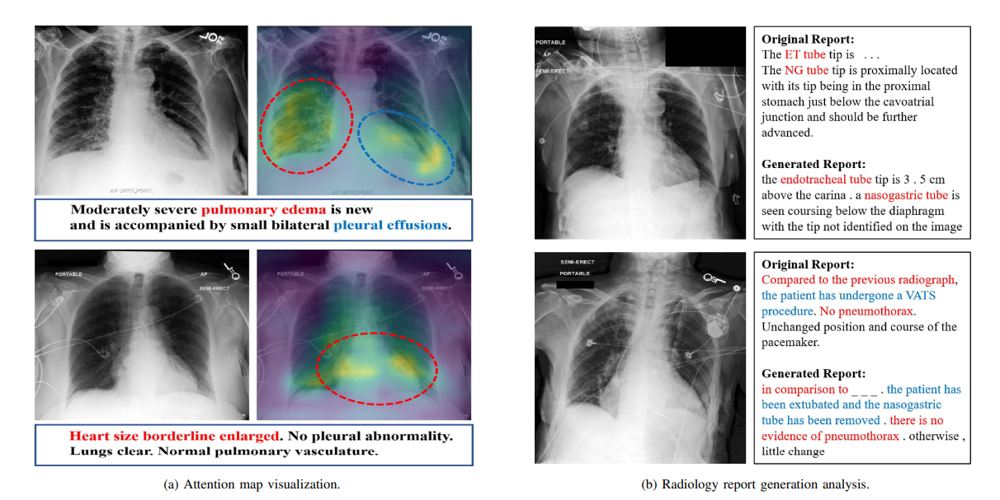 AP UPRT,PORT.
AP UPRT,PORT.
Moderately severe pulmonary edema is new
and is accompanied by small bilateral pleural effusions.
PORTABLE
AP
SEMI-ERECT
PORTABLE
AP
SEMI-ERECT
Heart size borderline enlarged. No pleural abnormality.
Lungs clear. Normal pulmonary vasculature.
(a) Attention map visualization.
PORTABLE
AP
SEMI-ERECT
Original Report:
The ET tube tip is ...
The NG tube tip is proximally located
with its tip being in the proximal
stomach just below the cavoatrial
junction and should be further
advanced.
Generated Report:
the endotracheal tube tip is 3 . 5 cm
above the carina . a nasogastric tube is
seen coursing below the diaphragm
with the tip not identified on the image
SEMI-ERECT
PORTABLE
Original Report:
Compared to the previous radiograph,
the patient has undergone a VATS
procedure. No pneumothorax.
Unchanged position and course of the
pacemaker.
Generated Report:
in comparison to _ _ _ . the patient has
been extubated and the nasogastric
tube has been removed . there is no
evidence of pneumothorax . otherwise ,
little change
(b) Radiology report generation analysis.